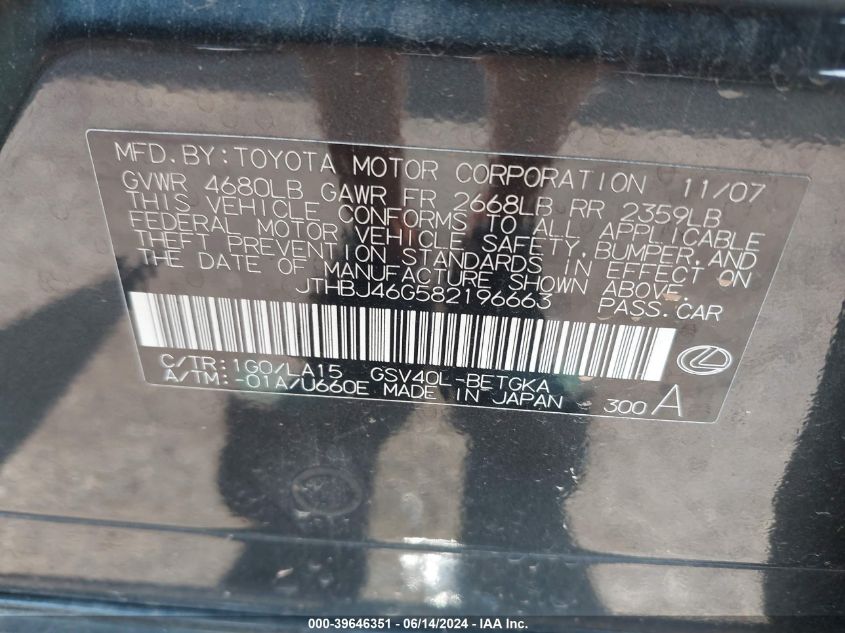 MFD.BY:TOYOTA MOTOR CORPORATION 11/07
GVWR 4680LB GAWR FR 2668LB RR 2359LB
THIS VEHICLE CONFORMS TO ALL APPLICABLE
FEDERAL MOTOR VEHICLE SAFETY, BUMPER, AND
THEFT PREVENTION STANDARDS IN EFFECT ON
THE DATE OF MANUFACTURE SHOWN ABOVE.
JTHBJ46G582196663 PASS.CAR
C/TR:1G0/LA15 GSV40L-BETGKA
A/TM:-01A/U660E MADE IN JAPAN 300 A
000-39646351 - 06/14/2024 - IAA Inc.